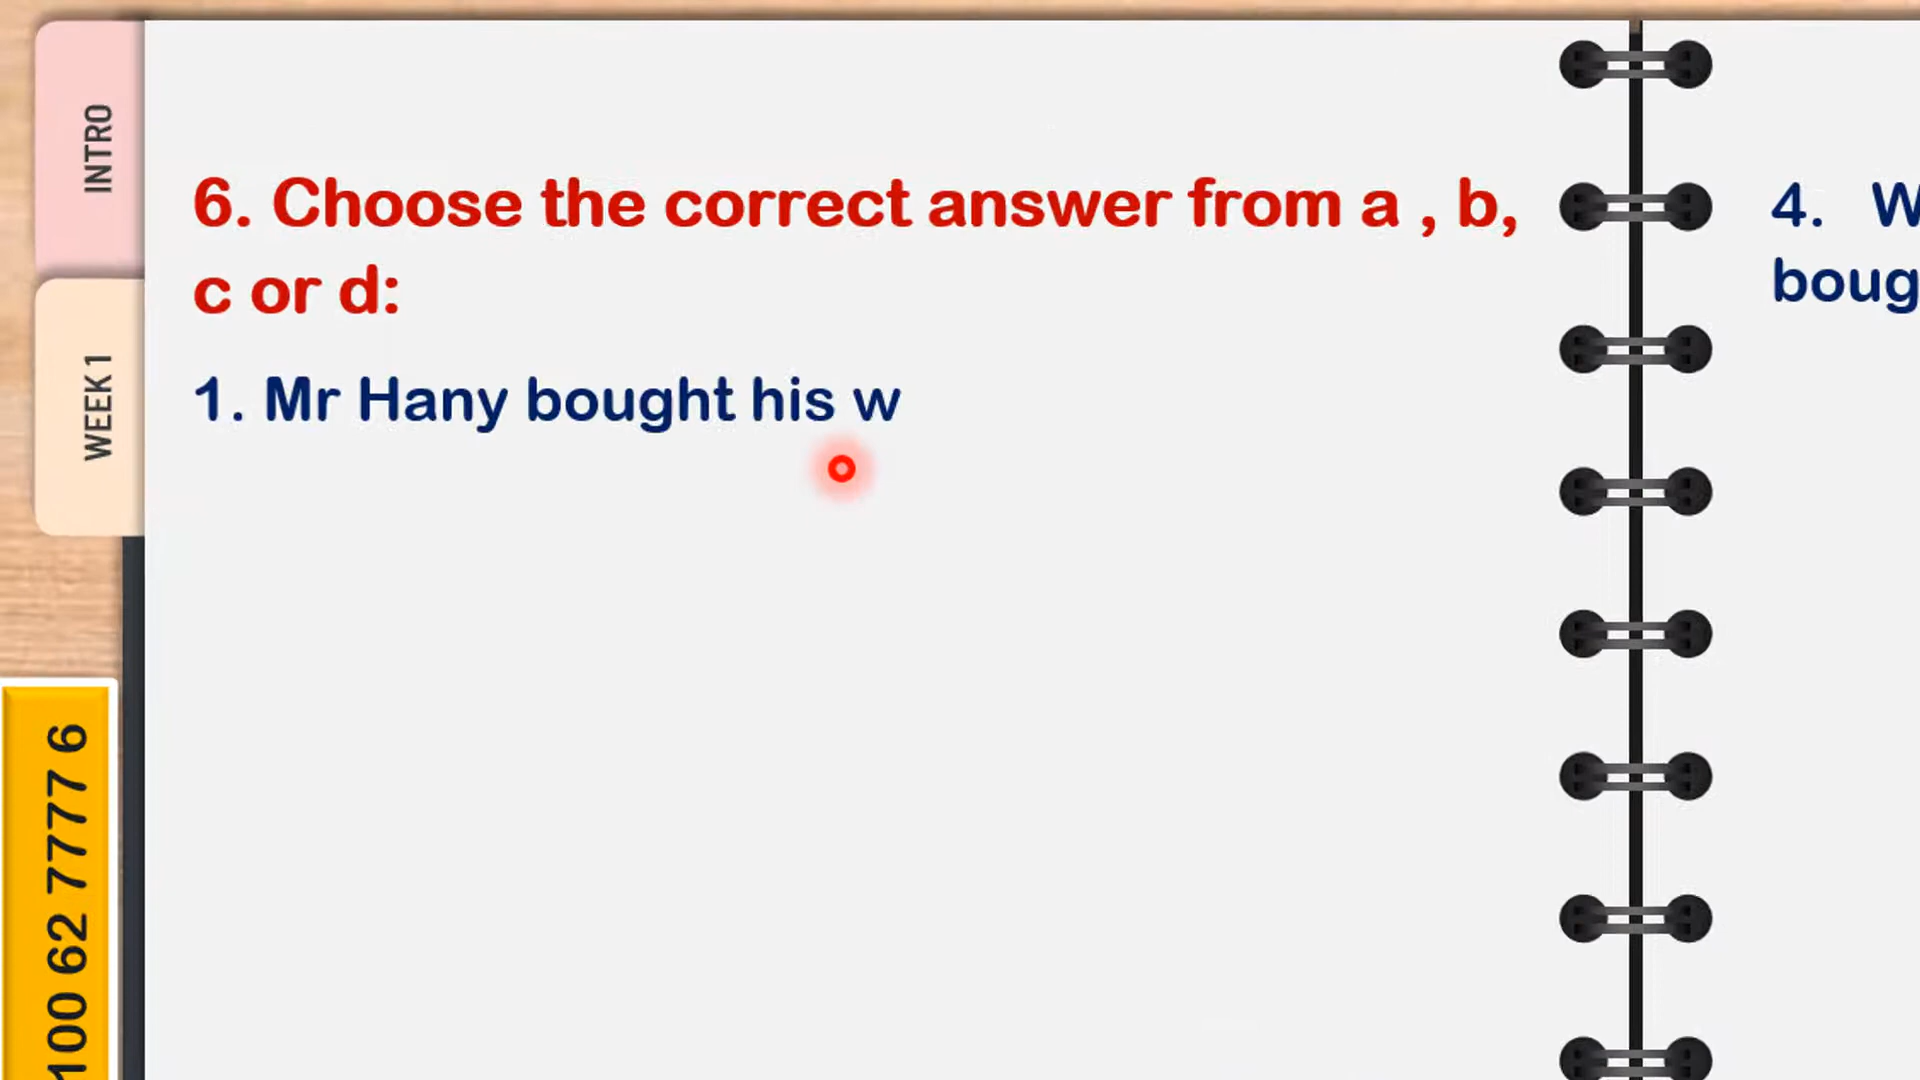 INTRO
WEEK 1
6. Choose the correct answer from a , b,
c or d:
1. Mr Hany bought his w
4. W
boug
100 62 7777 6